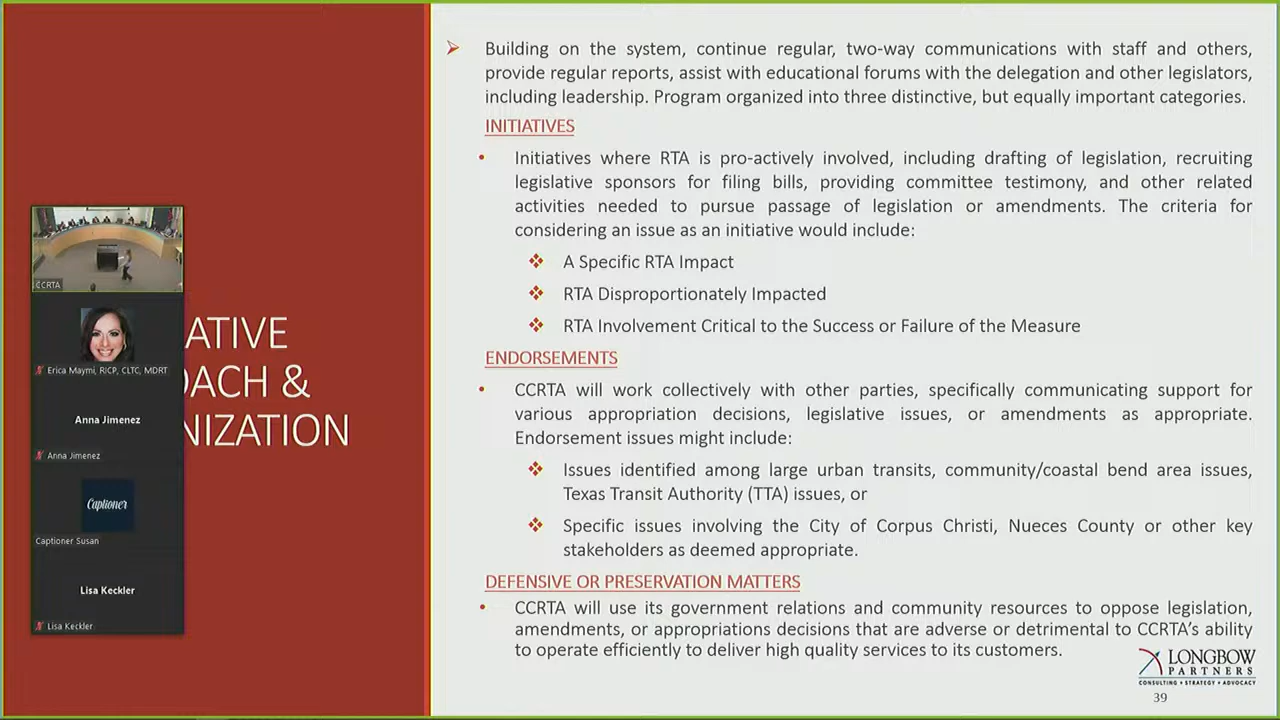 Building on the system, continue regular, two-way communications with staff and others,
provide regular reports, assist with educational forums with the delegation and other legislators,
including leadership. Program organized into three distinctive, but equally important categories.
INITIATIVES
Initiatives where RTA is pro-actively involved, including drafting of legislation, recruiting
legislative sponsors for filing bills, providing committee testimony, and other related
activities needed to pursue passage of legislation or amendments. The criteria for
considering an issue as an initiative would include:
A Specific RTA Impact
RTA Disproportionately Impacted
RTA Involvement Critical to the Success or Failure of the Measure
ENDORSEMENTS
CCRTA will work collectively with other parties, specifically communicating support for
various appropriation decisions, legislative issues, or amendments as appropriate.
Endorsement issues might include:
Issues identified among large urban transits, community/coastal bend area issues,
Texas Transit Authority (TTA) issues, or
Specific issues involving the City of Corpus Christi, Nueces County or other key
stakeholders as deemed appropriate.
DEFENSIVE OR PRESERVATION MATTERS
CCRTA will use its government relations and community resources to oppose legislation,
amendments, or appropriations decisions that are adverse or detrimental to CCRTA's ability
to operate efficiently to deliver high quality services to its customers.
LONGBOW
PARTNERS
CONSULTING • STRATEGY • ADVOCACY
39
ATIVE
OACH &
NIZATION
CCRTA
Erica Maymi, RICP, CLTC, MDRT
Anna Jimenez
Anna Jimenez
Captioner
Captioner Susan
Lisa Keckler
Lisa Keckler